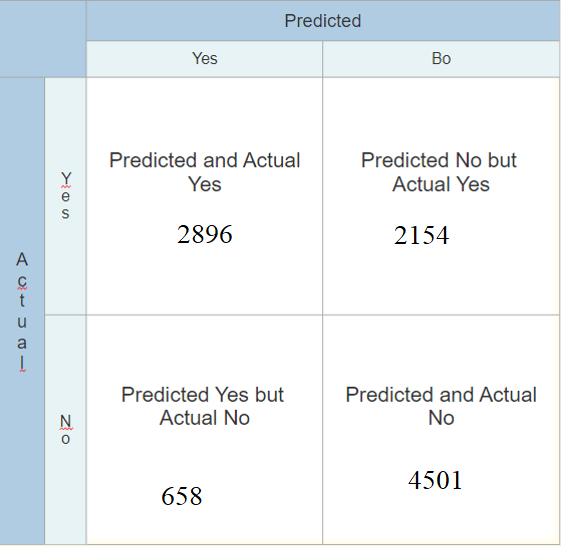 Predicted
Yes
Bo
Actual
Yes
Predicted and Actual
Yes
2896
Predicted No but
Actual Yes
2154
No
Predicted Yes but
Actual No
658
Predicted and Actual
No
4501